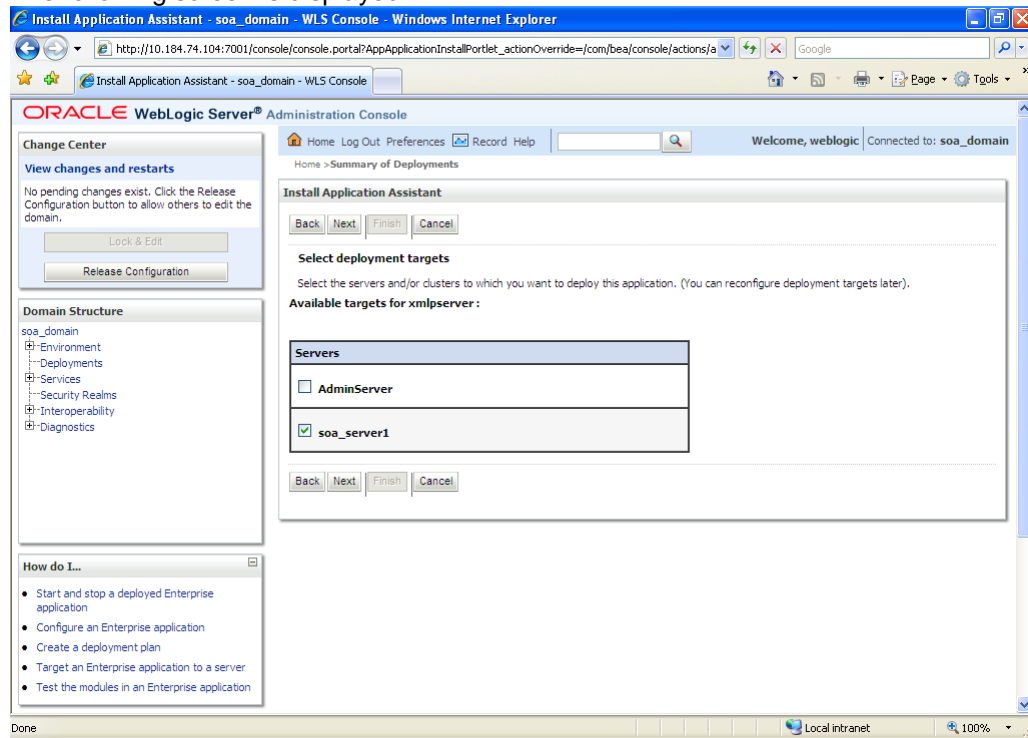 Install Application Assistant - soa_domain - WLS Console - Windows Internet Explorer
http://10.184.74.104:7001/console/console.portal?AppApplicationInstallPortlet_actionOverride=/com/bea/console/actions/a
Google
Install Application Assistant - soa_domain - WLS Console
Page Tools
ORACLE WebLogic Server® Administration Console
Change Center
View changes and restarts
No pending changes exist. Click the Release
Configuration button to allow others to edit the
domain.
Lock & Edit
Release Configuration
Domain Structure
soa_domain
Environment
Deployments
Services
Security Realms
Interoperability
Diagnostics
How do I...
Start and stop a deployed Enterprise
application
Configure an Enterprise application
Create a deployment plan
Target an Enterprise application to a server
Test the modules in an Enterprise application
Home Log Out Preferences Record Help
Welcome, weblogic Connected to: soa_domain
Home >Summary of Deployments
Install Application Assistant
Back Next Finish Cancel
Select deployment targets
Select the servers and/or clusters to which you want to deploy this application. (You can reconfigure deployment targets later).
Available targets for xmlpserver :
Servers
AdminServer
soa_server1
Back Next Finish Cancel
Done
Local intranet
100%